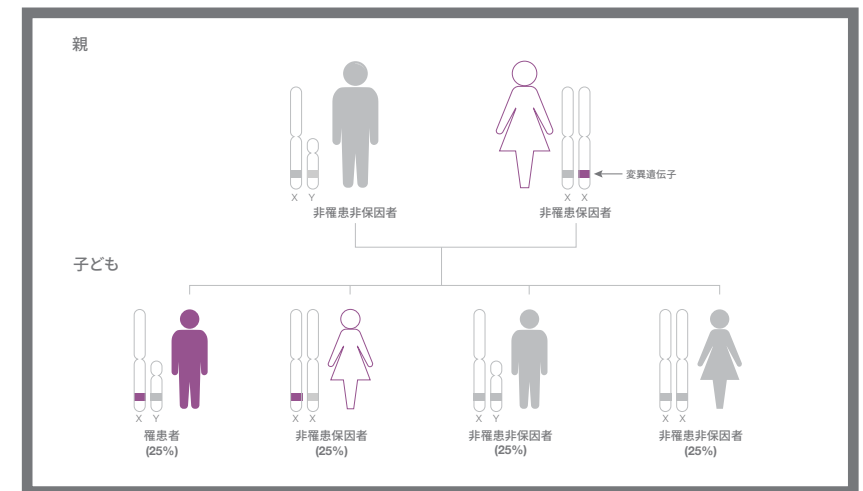 親
変異遺伝子
X Y
X X
非罹患非保因者
非罹患保因者
子ども
X Y
X X
X Y
X X
罹患者
(25%)
非罹患保因者
(25%)
非罹患非保因者
(25%)
非罹患非保因者
(25%)